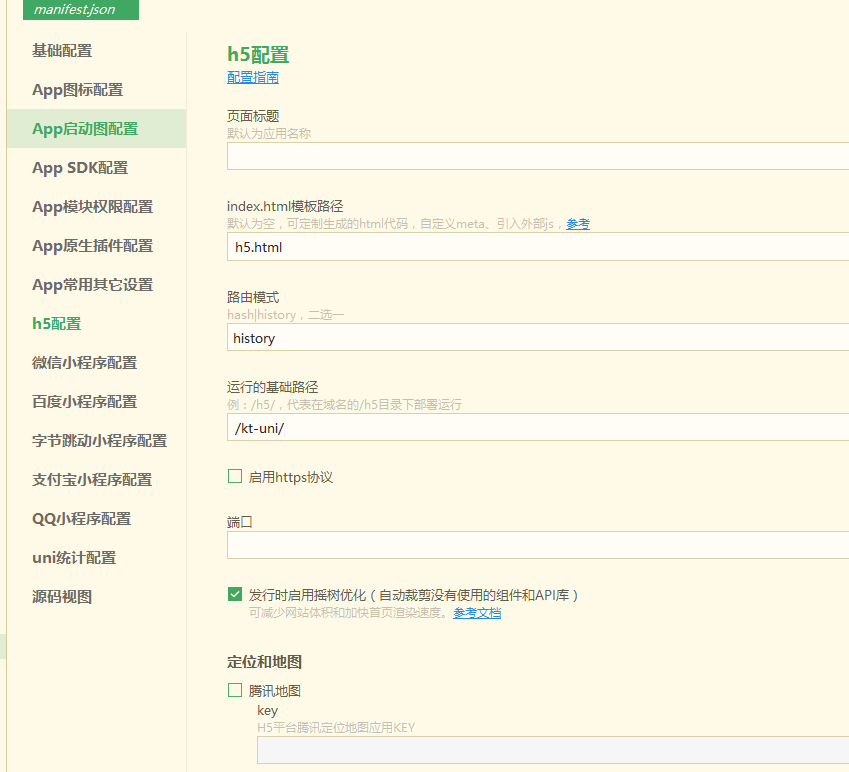 manifest.json
基础配置
App图标配置
App启动图配置
App SDK配置
App模块权限配置
App原生插件配置
App常用其它设置
h5配置
微信小程序配置
百度小程序配置
字节跳动小程序配置
支付宝小程序配置
QQ小程序配置
uni统计配置
源码视图
h5配置
配置指南
页面标题
默认为应用名称
index.html模板路径
默认为空，可定制生成的html代码，自定义meta、引入外部js，参考
h5.html
路由模式
hash|history，二选一
history
运行的基础路径
例：/h5/，代表在域名的/h5目录下部署运行
/kt-uni/
启用https协议
端口
发行时启用摇树优化（自动裁剪没有使用的组件和API库）
可减少网站体积和加快首页渲染速度。参考文档
定位和地图
腾讯地图
key
H5平台腾讯定位地图应用KEY